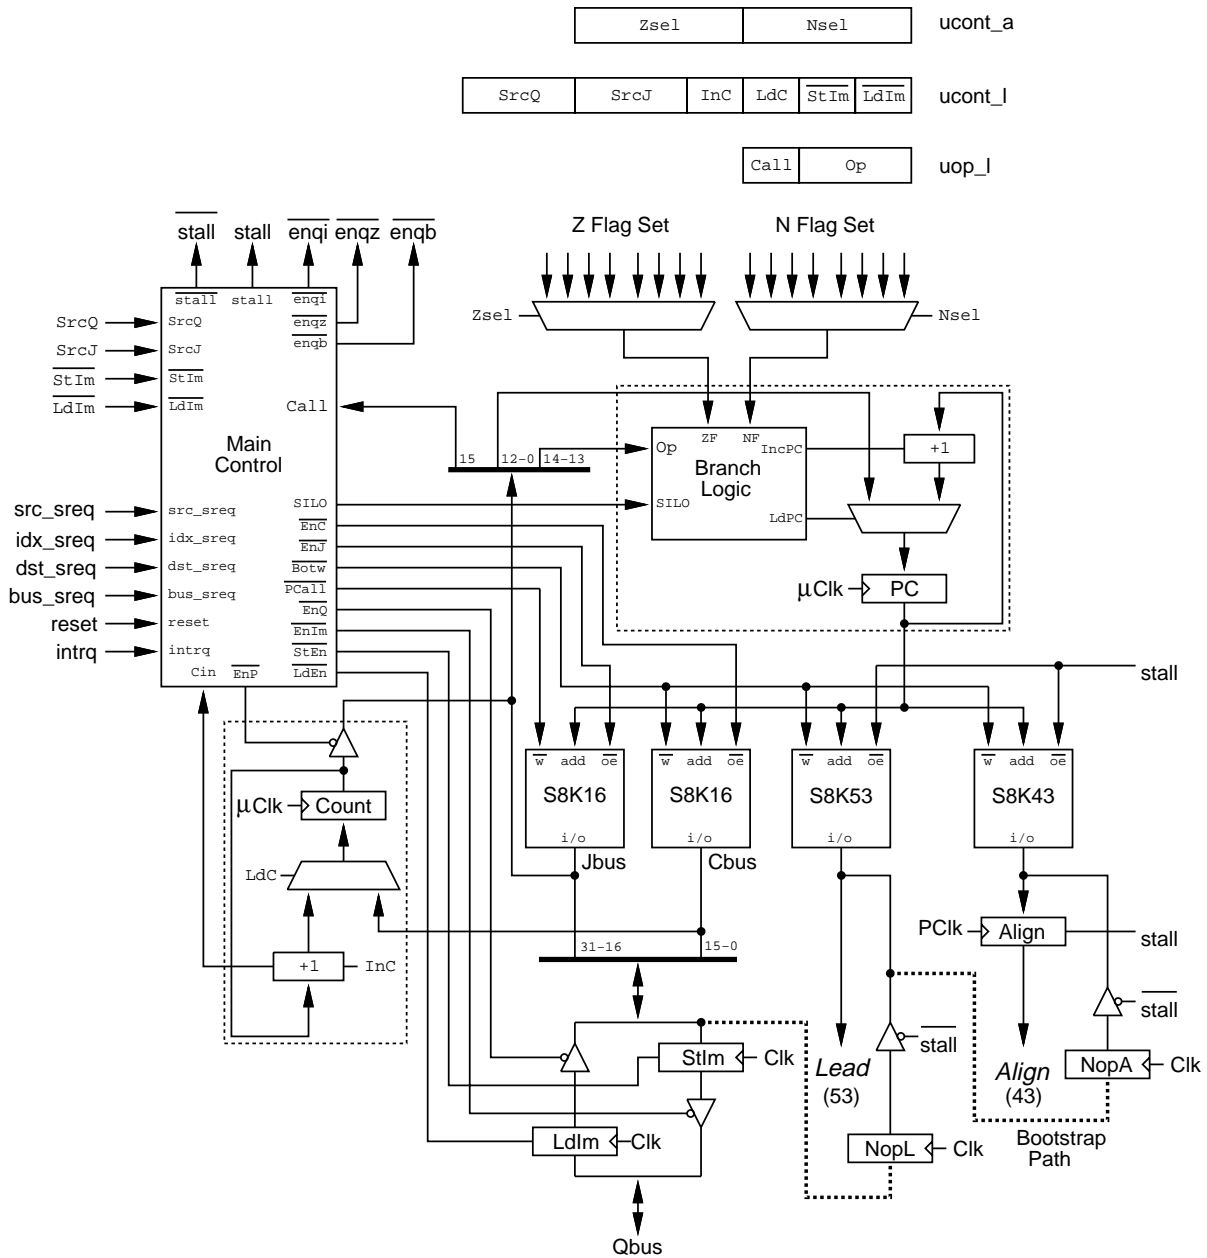 Zsel Nsel ucont_a
SrcQ SrcJ InC LdC StIm LdIm ucont_l
Call Op uop_l
stall stall enqi enqz enqb
Z Flag Set N Flag Set
stall stall enqi
SrcQ SrcQ enqz
Zsel Nsel
SrcJ SrcJ enqb
StIm StIm
LdIm LdIm Call
Main
Control
15 12-0 14-13
Op ZF NF IncPC +1
Branch
Logic
SILO SILO LdPC
src_sreq src_sreq
EnC
idx_sreq idx_sreq
EnJ
dst_sreq dst_sreq Botw
bus_sreq bus_sreq PCall
μClk PC
EnQ
reset reset
EnIm
intrq intrq StEn
Cin EnP LdEn
stall
w add oe w add oe w add oe w add oe
S8K16 S8K16 S8K53 S8K43
i/o i/o i/o i/o
μClk Count
Jbus Cbus
LdC
PClk Align stall
31-16 15-0
+1 InC
stall
stall
StIm Clk
Lead
(53)
Align
(43)
NopA Clk
LdIm Clk
NopL Clk
Bootstrap
Path
Qbus